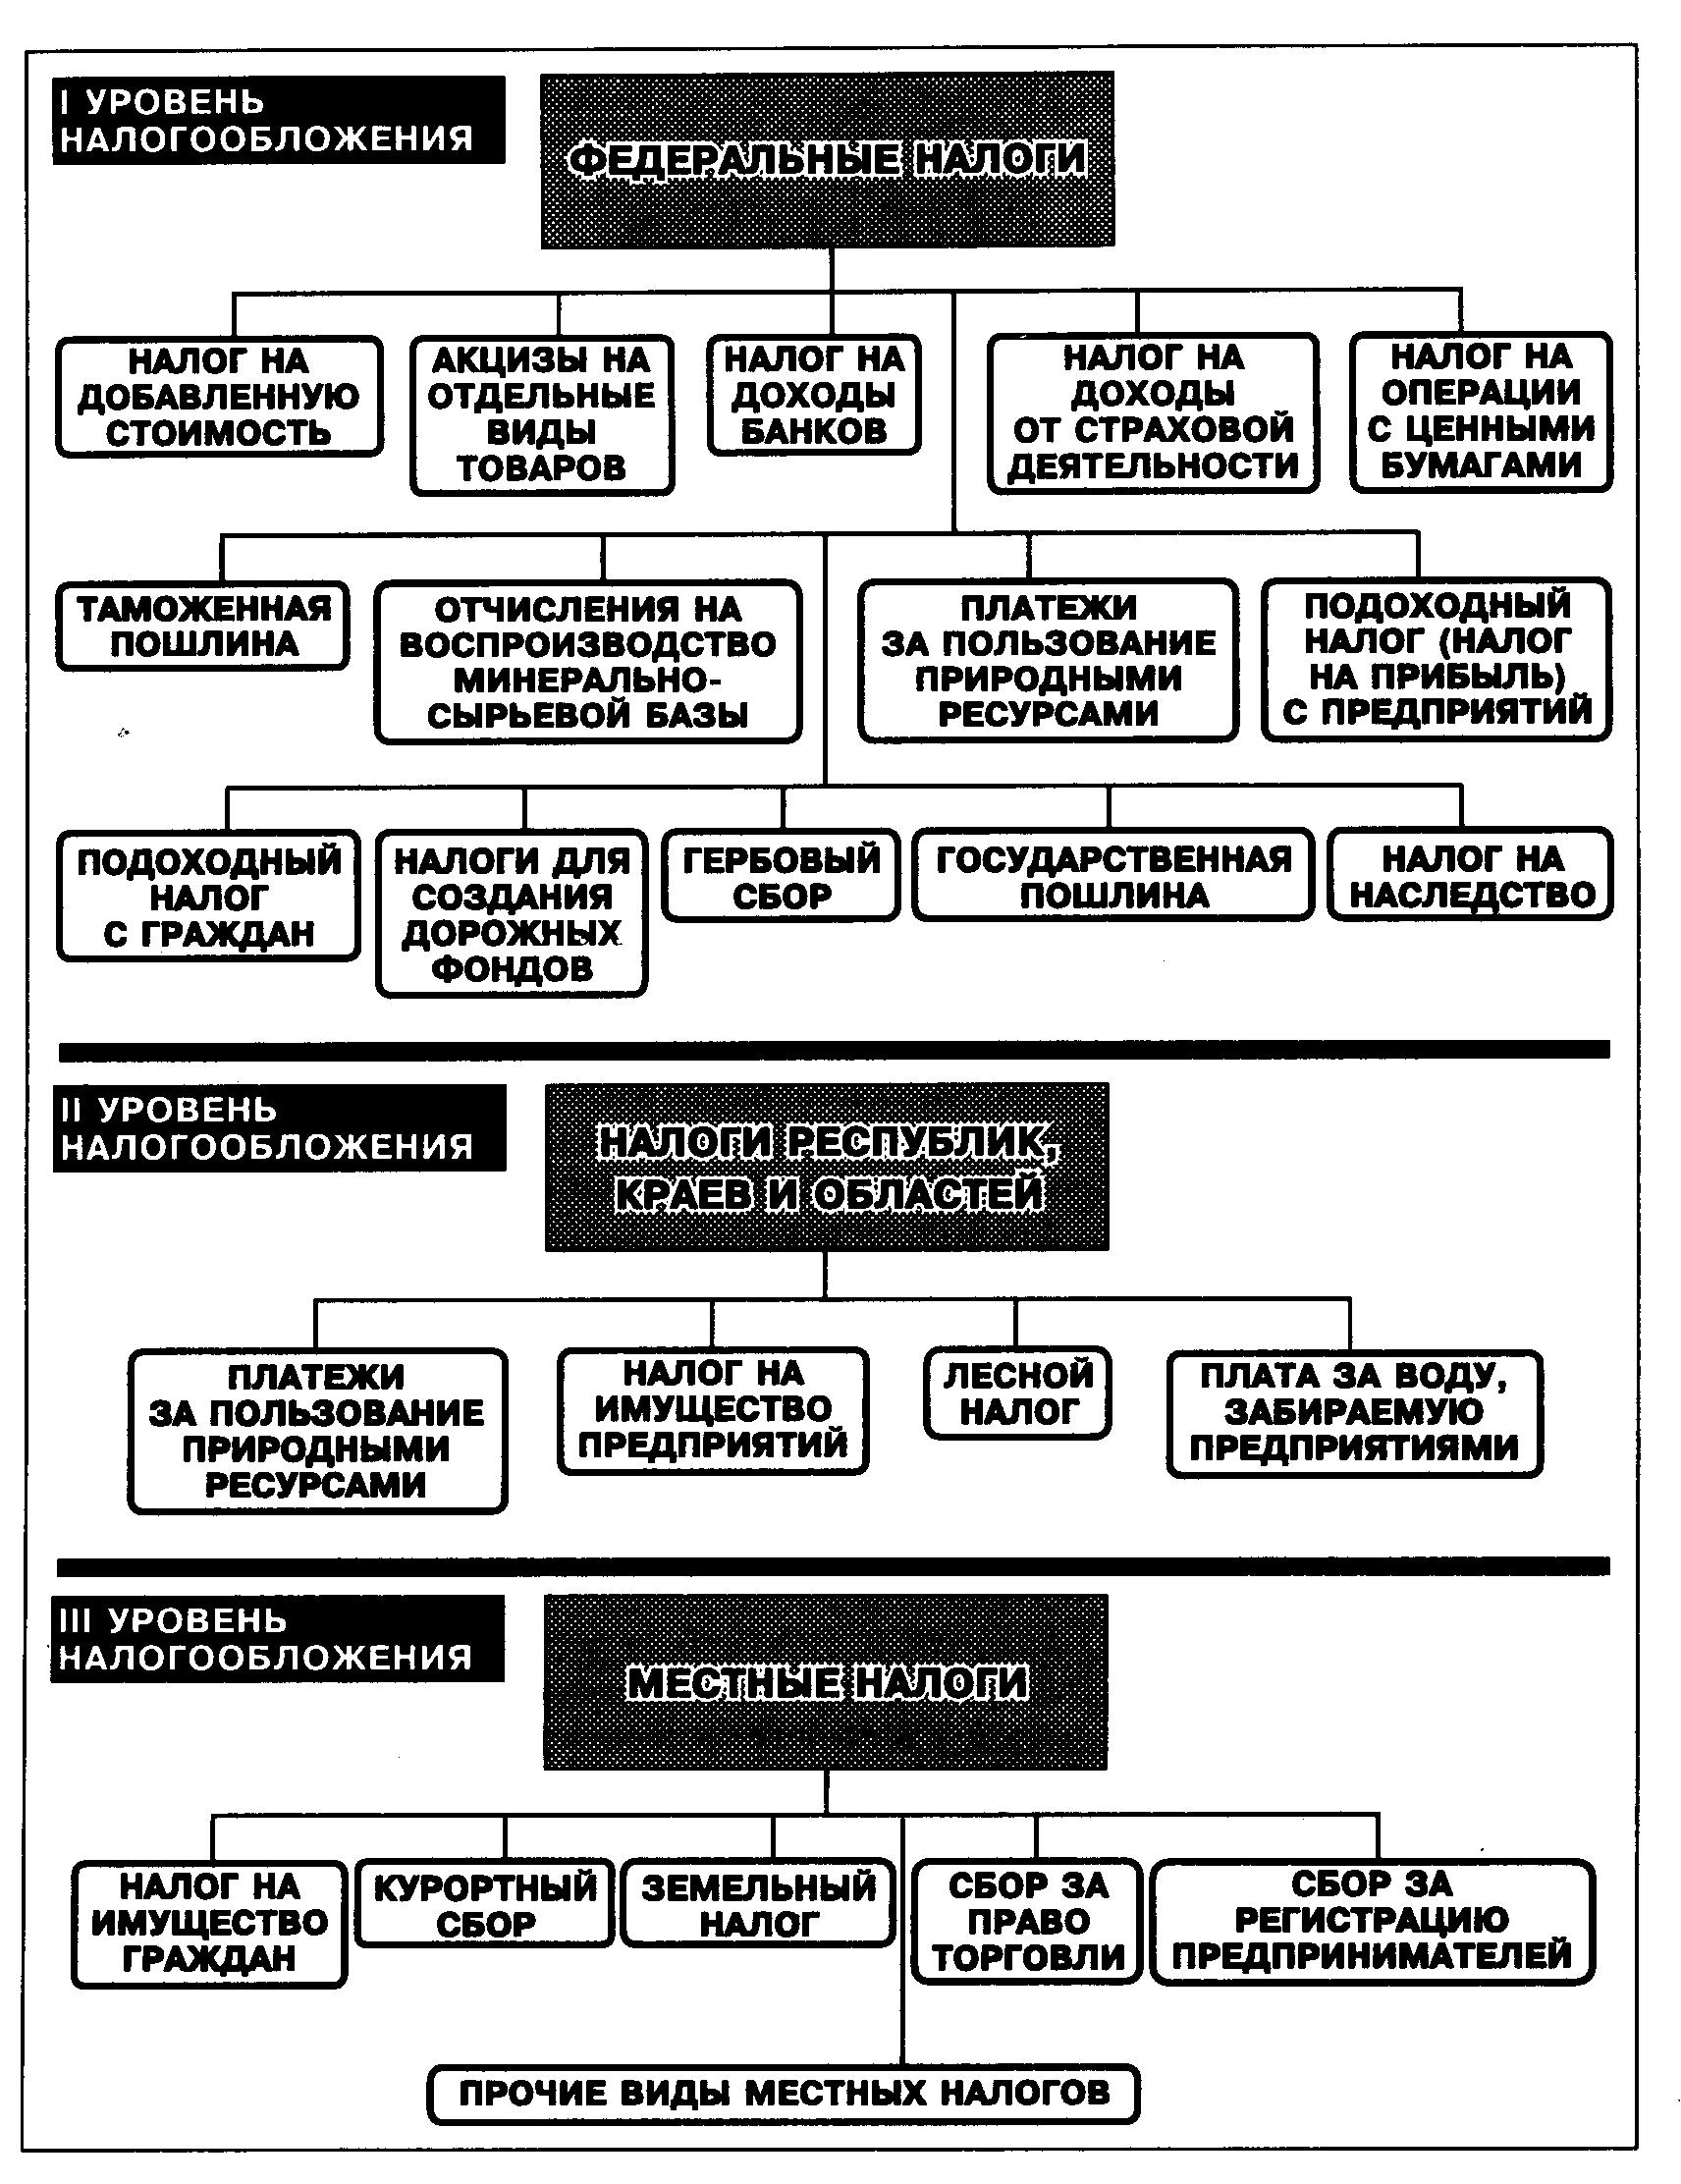 I УРОВЕНЬ
НАЛОГООБЛОЖЕНИЯ
ФЕДЕРАЛЬНЫЕ НАЛОГИ
НАЛОГ НА
ДОБАВЛЕННУЮ
СТОИМОСТЬ
АКЦИЗЫ НА
ОТДЕЛЬНЫЕ
ВИДЫ
ТОВАРОВ
НАЛОГ НА
ДОХОДЫ
БАНКОВ
НАЛОГ НА
ДОХОДЫ
ОТ СТРАХОВОЙ
ДЕЯТЕЛЬНОСТИ
НАЛОГ НА
ОПЕРАЦИИ
С ЦЕННЫМИ
БУМАГАМИ
ТАМОЖЕННАЯ
ПОШЛИНА
ОТЧИСЛЕНИЯ НА
ВОСПРОИЗВОДСТВО
МИНЕРАЛЬНО-
СЫРЬЕВОЙ БАЗЫ
ПЛАТЕЖИ
ЗА ПОЛЬЗОВАНИЕ
ПРИРОДНЫМИ
РЕСУРСАМИ
ПОДОХОДНЫЙ
НАЛОГ (НАЛОГ
НА ПРИБЫЛЬ)
С ПРЕДПРИЯТИЙ
ПОДОХОДНЫЙ
НАЛОГ
С ГРАЖДАН
НАЛОГИ ДЛЯ
СОЗДАНИЯ
ДОРОЖНЫХ
ФОНДОВ
ГЕРБОВЫЙ
СБОР
ГОСУДАРСТВЕННАЯ
ПОШЛИНА
НАЛОГ НА
НАСЛЕДСТВО
II УРОВЕНЬ
НАЛОГООБЛОЖЕНИЯ
НАЛОГИ РЕСПУБЛИК,
КРАЕВ И ОБЛАСТЕЙ
ПЛАТЕЖИ
ЗА ПОЛЬЗОВАНИЕ
ПРИРОДНЫМИ
РЕСУРСАМИ
НАЛОГ НА
ИМУЩЕСТВО
ПРЕДПРИЯТИЙ
ЛЕСНОЙ
НАЛОГ
ПЛАТА ЗА ВОДУ,
ЗАБИРАЕМУЮ
ПРЕДПРИЯТИЯМИ
III УРОВЕНЬ
НАЛОГООБЛОЖЕНИЯ
МЕСТНЫЕ НАЛОГИ
НАЛОГ НА
ИМУЩЕСТВО
ГРАЖДАН
КУРОРТНЫЙ
СБОР
ЗЕМЕЛЬНЫЙ
НАЛОГ
СБОР ЗА
ПРАВО
ТОРГОВЛИ
СБОР ЗА
РЕГИСТРАЦИЮ
ПРЕДПРИНИМАТЕЛЕЙ
ПРОЧИЕ ВИДЫ МЕСТНЫХ НАЛОГОВ